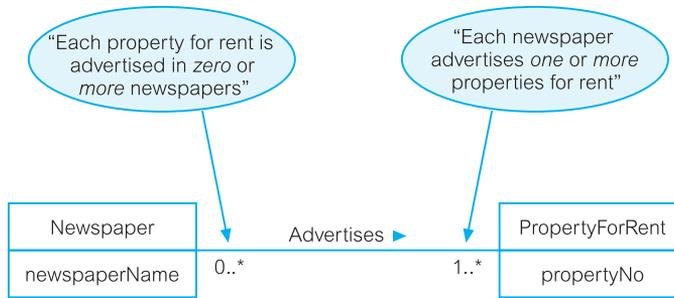 “Each property for rent is
advertised in zero or
more newspapers”
“Each newspaper
advertises one or more
properties for rent”
Newspaper
newspaperName
0..*
Advertises ►
1..*
PropertyForRent
propertyNo